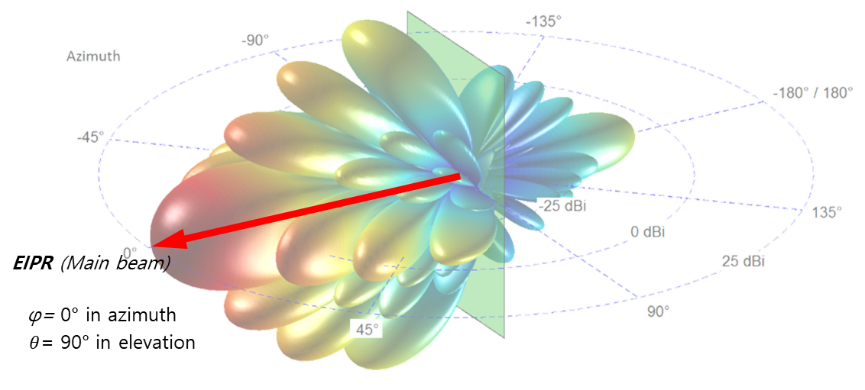 -135°
-90°
Azimuth
-180° / 180°
-45°
-25 dBi
135°
0 dBi
0°
25 dBi
EIPR (Main beam)
90°
φ= 0° in azimuth
45°
θ = 90° in elevation